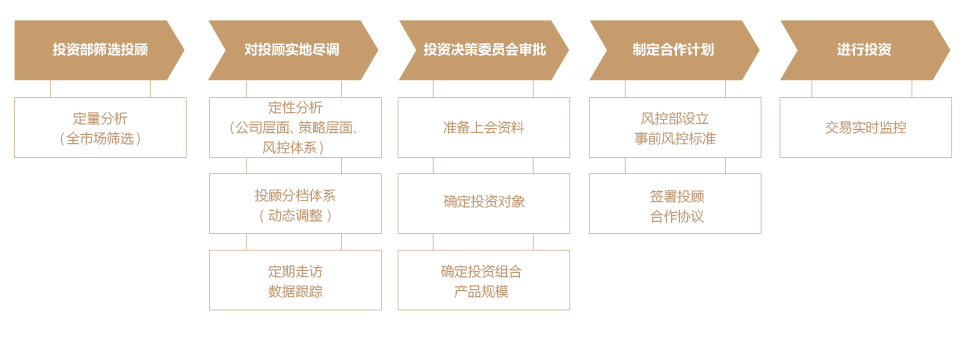 投资部筛选投顾
对投顾实地尽调
投资决策委员会审批
制定合作计划
进行投资
定量分析
（全市场筛选）
定性分析
（公司层面、策略层面、
风控体系）
准备上会资料
风控部设立
事前风控标准
交易实时监控
投顾分档体系
（动态调整）
确定投资对象
签署投顾
合作协议
定期走访
数据跟踪
确定投资组合
产品规模